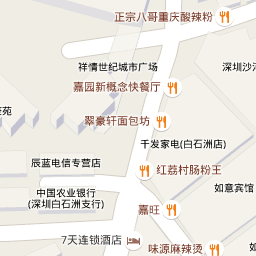 正宗八哥重庆酸辣粉
祥情世纪城市广场
深圳沙河
嘉园新概念快餐厅
苑
翠豪轩面包坊
千发家电(白石洲店)
辰蓝电信专营店
红荔村肠粉王
中国农业银行
(深圳白石洲支行)
如意宾馆
嘉旺
7天连锁酒店
味源麻辣烫